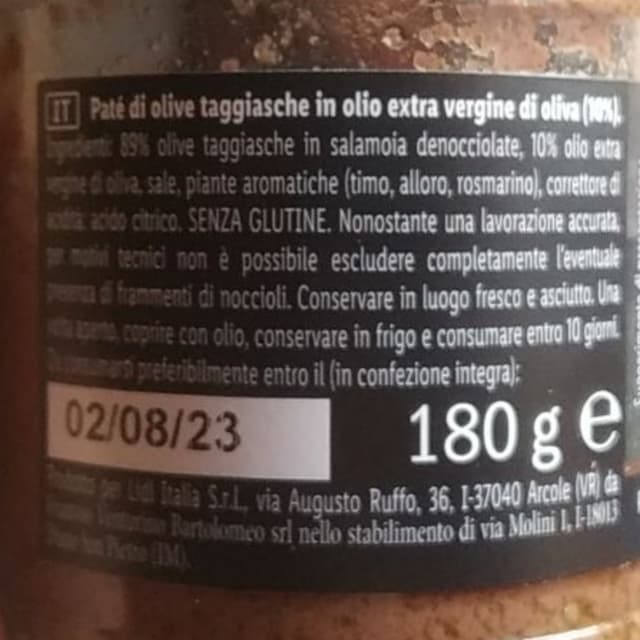 IT Paté di olive taggiasche in olio extra vergine di oliva (10%).
Ingredienti: 89% olive taggiasche in salamoia denocciolate, 10% olio extra
vergine di oliva, sale, piante aromatiche (timo, alloro, rosmarino), correttore di
acidità: acido citrico. SENZA GLUTINE. Nonostante una lavorazione accurata,
per motivi tecnici non è possibile escludere completamente l'eventuale
presenza di frammenti di noccioli. Conservare in luogo fresco e asciutto. Una
volta aperto, coprire con olio, conservare in frigo e consumare entro 10 giorni.
preferibilmente entro il (in confezione integra):
02/08/23
180 g e
per Lidl Italia S.r.l., via Augusto Ruffo, 36, I-37040 Arcole (VR) da
Bartolomeo srl nello stabilimento di via Molini 1, I-18013
(IM).